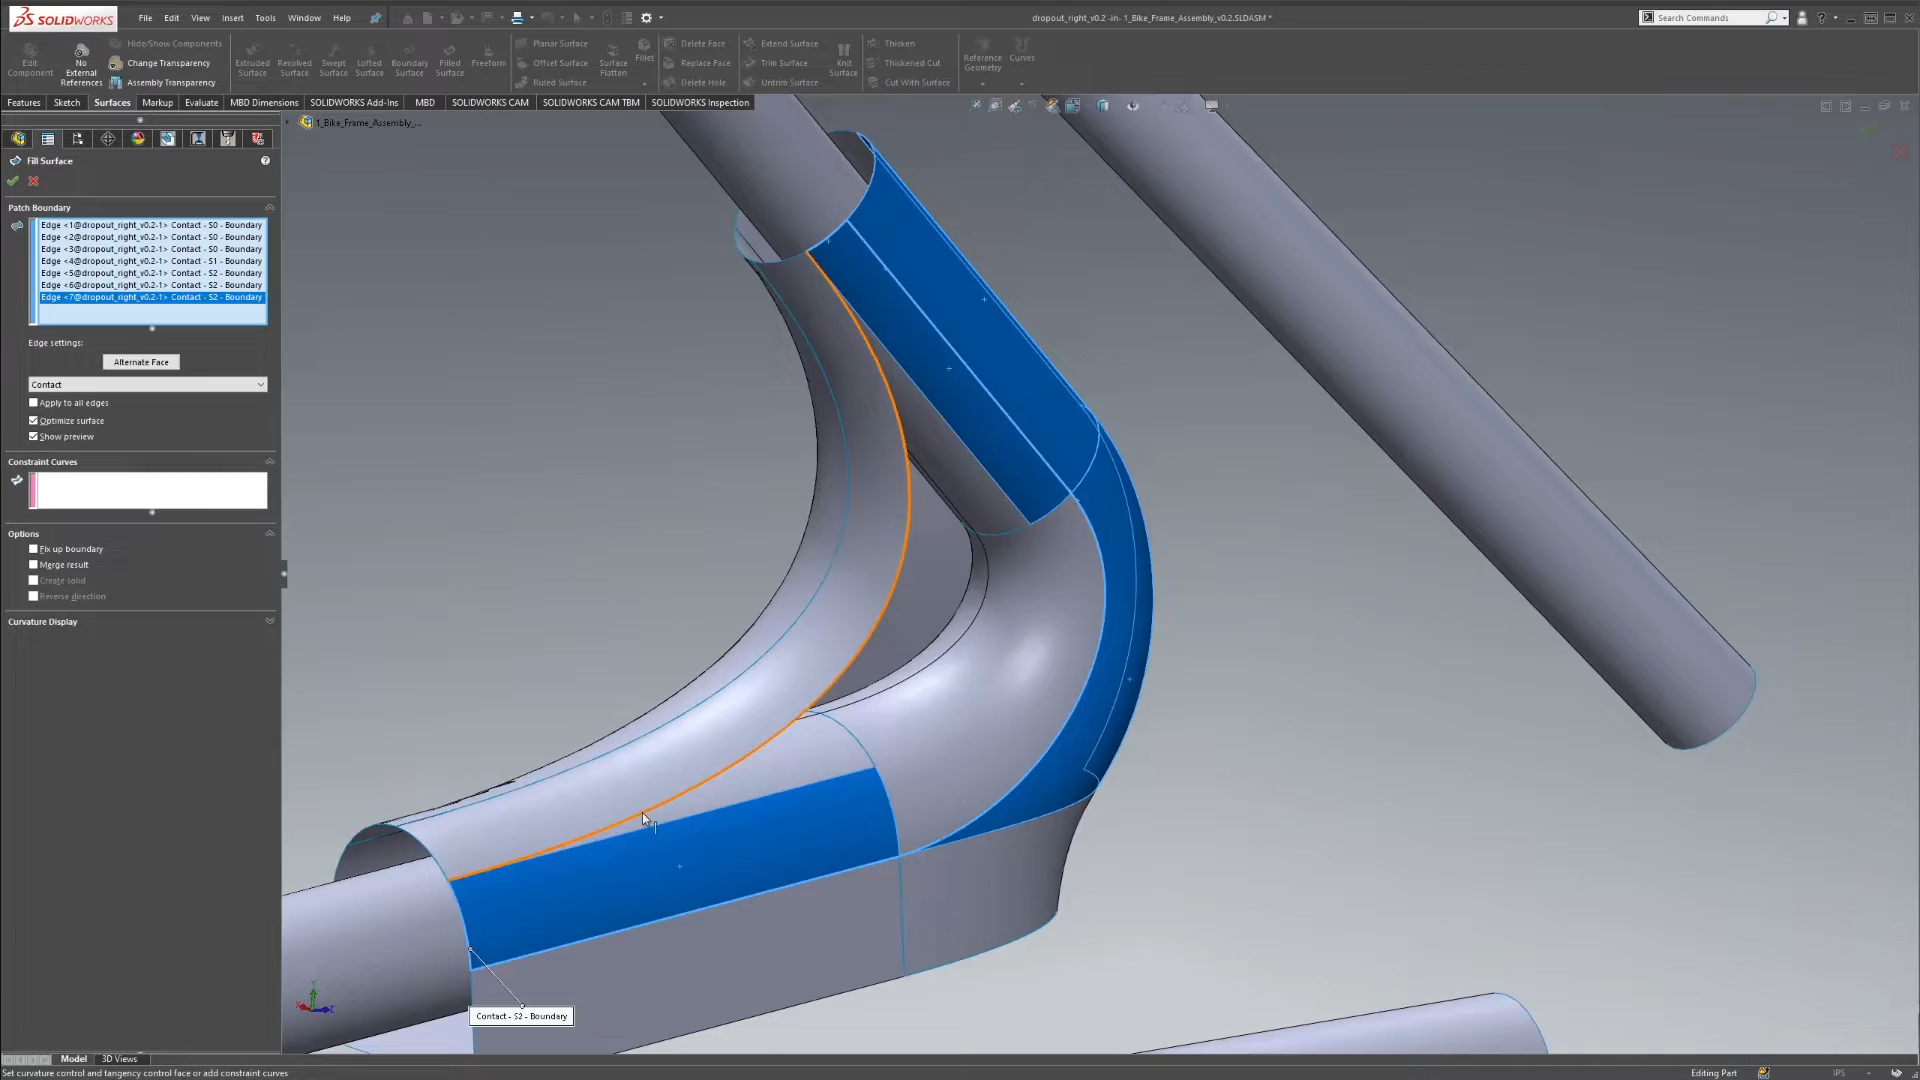 SOLIDWORKS
File Edit View Insert Tools Window Help
dropout_right_v0.2 -in- 1_Bike_Frame_Assembly_v0.2.SLDASM *
Search Commands
Edit Component
No External References
Hide/Show Components
Change Transparency
Assembly Transparency
Extruded Surface
Revolved Surface
Swept Surface
Lofted Surface
Boundary Surface
Filled Surface
Freeform
Planar Surface
Offset Surface
Ruled Surface
Surface Flatten
Fillet
Delete Face
Replace Face
Delete Hole
Extend Surface
Trim Surface
Untrim Surface
Knit Surface
Thicken
Thickened Cut
Cut With Surface
Reference Geometry
Curves
Features Sketch Surfaces Markup Evaluate MBD Dimensions SOLIDWORKS Add-Ins MBD SOLIDWORKS CAM SOLIDWORKS CAM TBM SOLIDWORKS Inspection
1_Bike_Frame_Assembly_...
Fill Surface
Patch Boundary
Edge <1@dropout_right_v0.2-1> Contact - S0 - Boundary
Edge <2@dropout_right_v0.2-1> Contact - S0 - Boundary
Edge <3@dropout_right_v0.2-1> Contact - S0 - Boundary
Edge <4@dropout_right_v0.2-1> Contact - S1 - Boundary
Edge <5@dropout_right_v0.2-1> Contact - S2 - Boundary
Edge <6@dropout_right_v0.2-1> Contact - S2 - Boundary
Edge <7@dropout_right_v0.2-1> Contact - S2 - Boundary
Edge settings:
Alternate Face
Contact
Apply to all edges
Optimize surface
Show preview
Constraint Curves
Options
Fix up boundary
Merge result
Create solid
Reverse direction
Curvature Display
Contact - S2 - Boundary
Model 3D Views
Set curvature control and tangency control face or add constraint curves
Editing Part
IPS